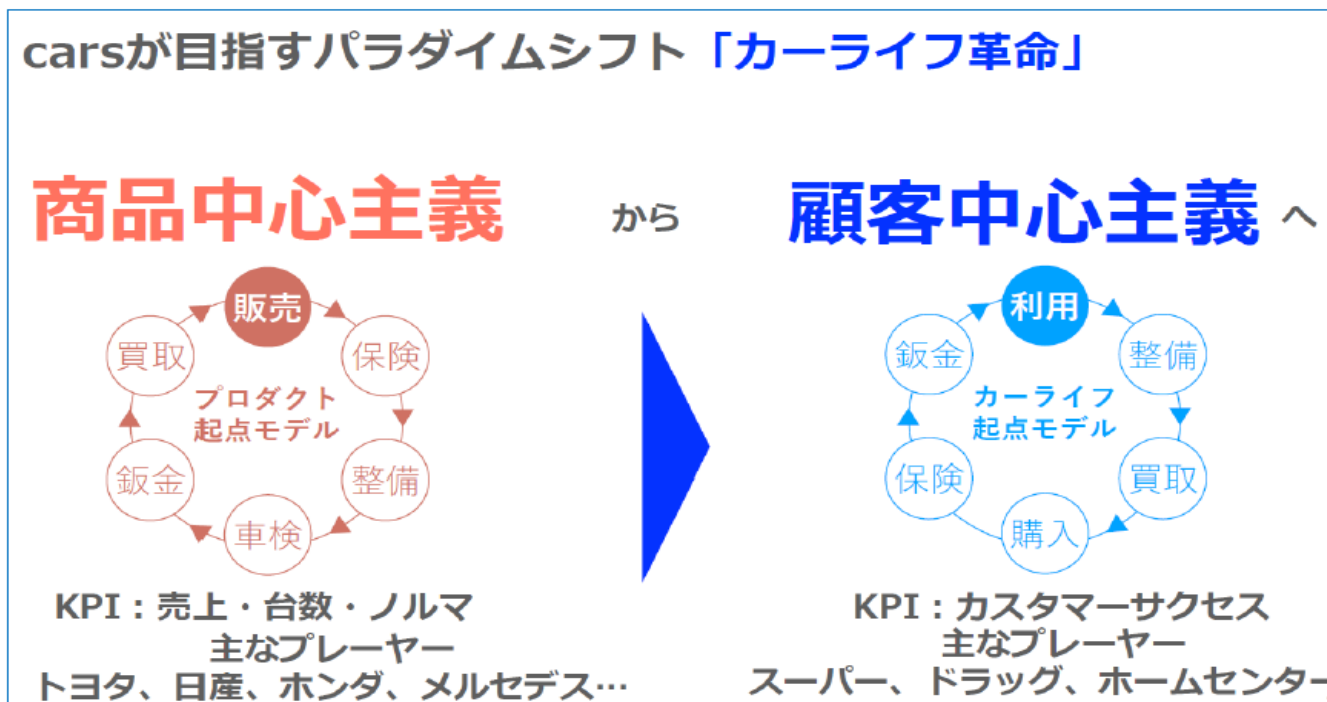 carsが目指すパラダイムシフト「カーライフ革命」
商品中心主義 から 顧客中心主義 へ
販売
保険
整備
車検
鈑金
買取
プロダクト
起点モデル
KPI：売上・台数・ノルマ
主なプレーヤー
トヨタ、日産、ホンダ、メルセデス…
利用
整備
買取
購入
保険
鈑金
カーライフ
起点モデル
KPI：カスタマーサクセス
主なプレーヤー
スーパー、ドラッグ、ホームセンター